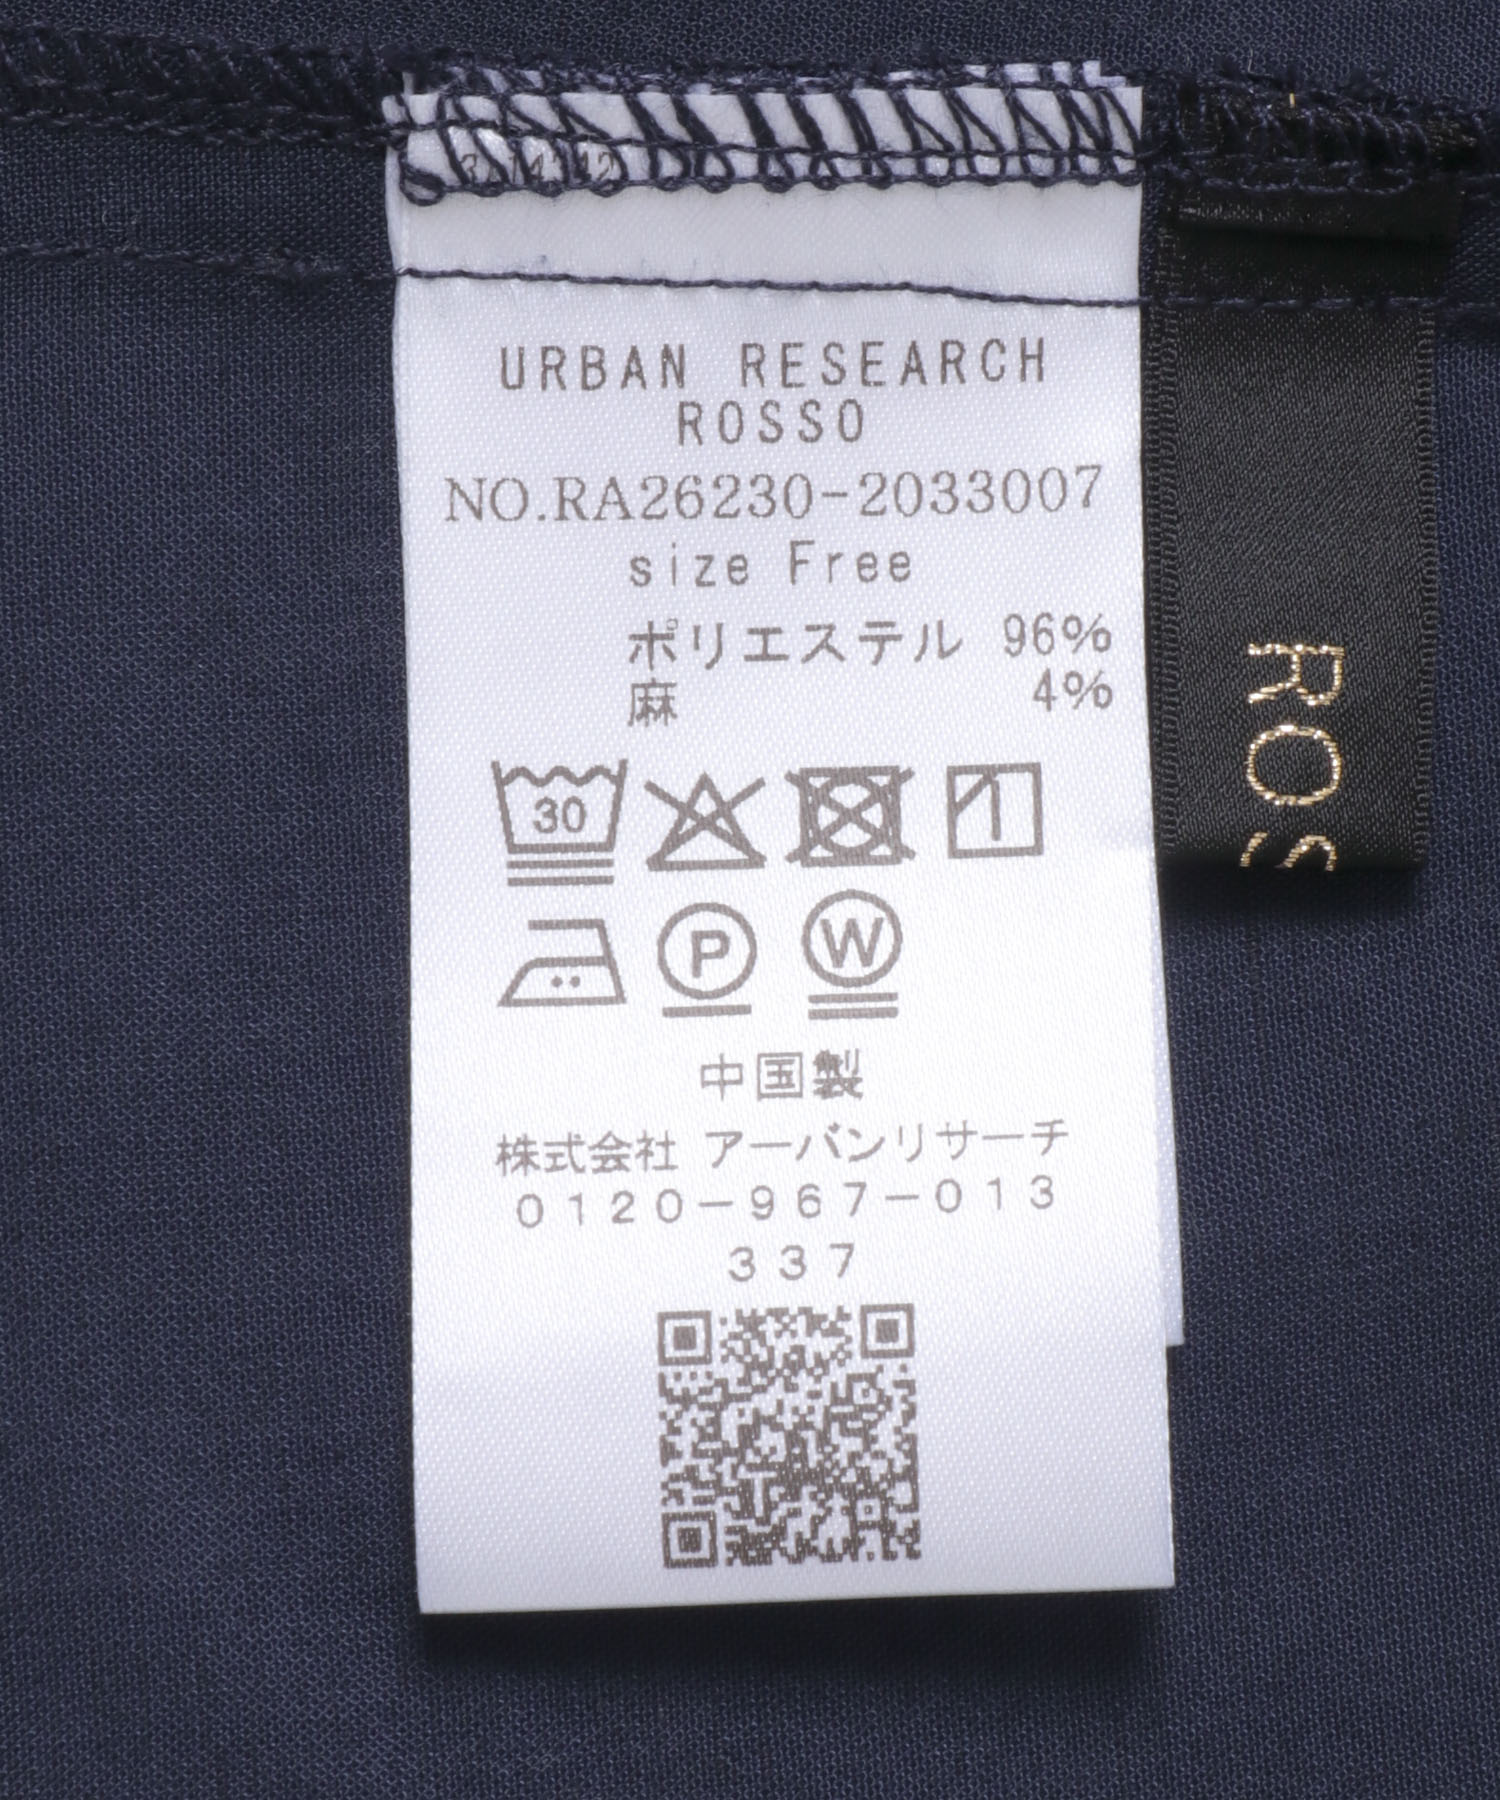 URBAN RESEARCH
ROSSO
NO.RA26230-2033007
size Free
ポリエステル 96%
麻 4%
30
P W
中国製
株式会社 アーバンリサーチ
0120-967-013
337
ROS